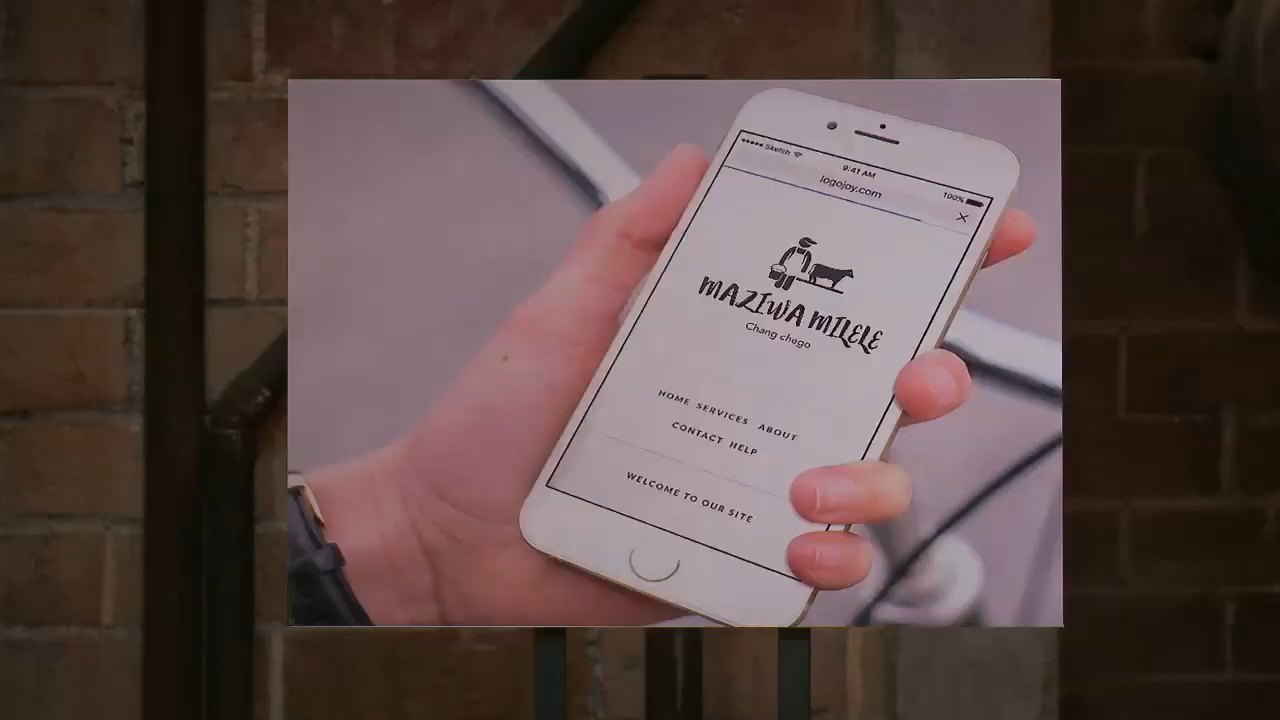 Sketch
9:41 AM
100%
logojoy.com
MAZIWA MILELE
Chang chego
HOME SERVICES ABOUT
CONTACT HELP
WELCOME TO OUR SITE